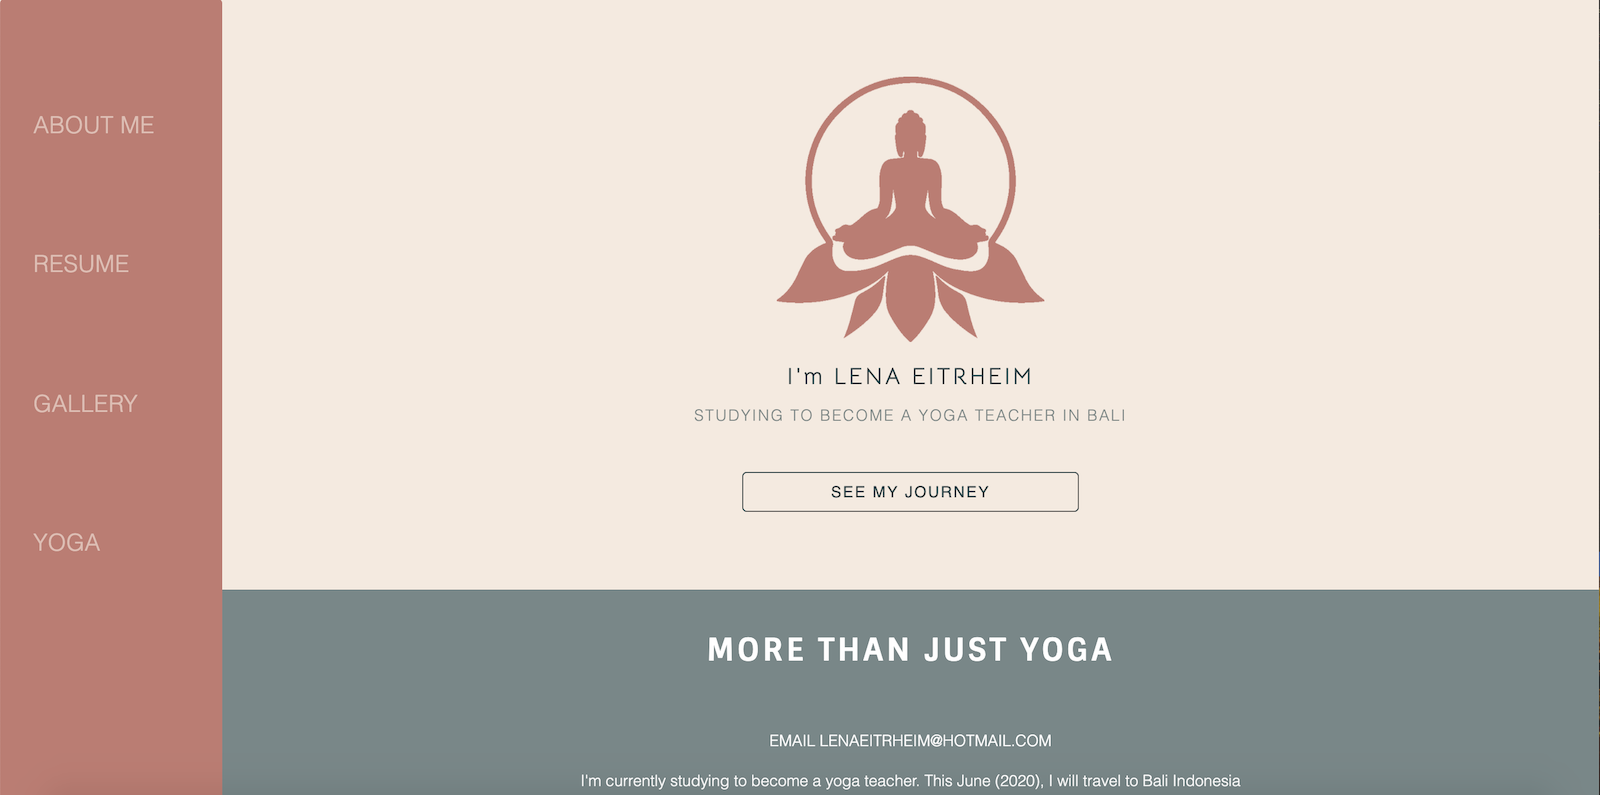 ABOUT ME
RESUME
GALLERY
YOGA
I'm LENA EITRHEIM
STUDYING TO BECOME A YOGA TEACHER IN BALI
SEE MY JOURNEY
MORE THAN JUST YOGA
EMAIL LENAEITRHEIM@HOTMAIL.COM
I'm currently studying to become a yoga teacher. This June (2020), I will travel to Bali Indonesia